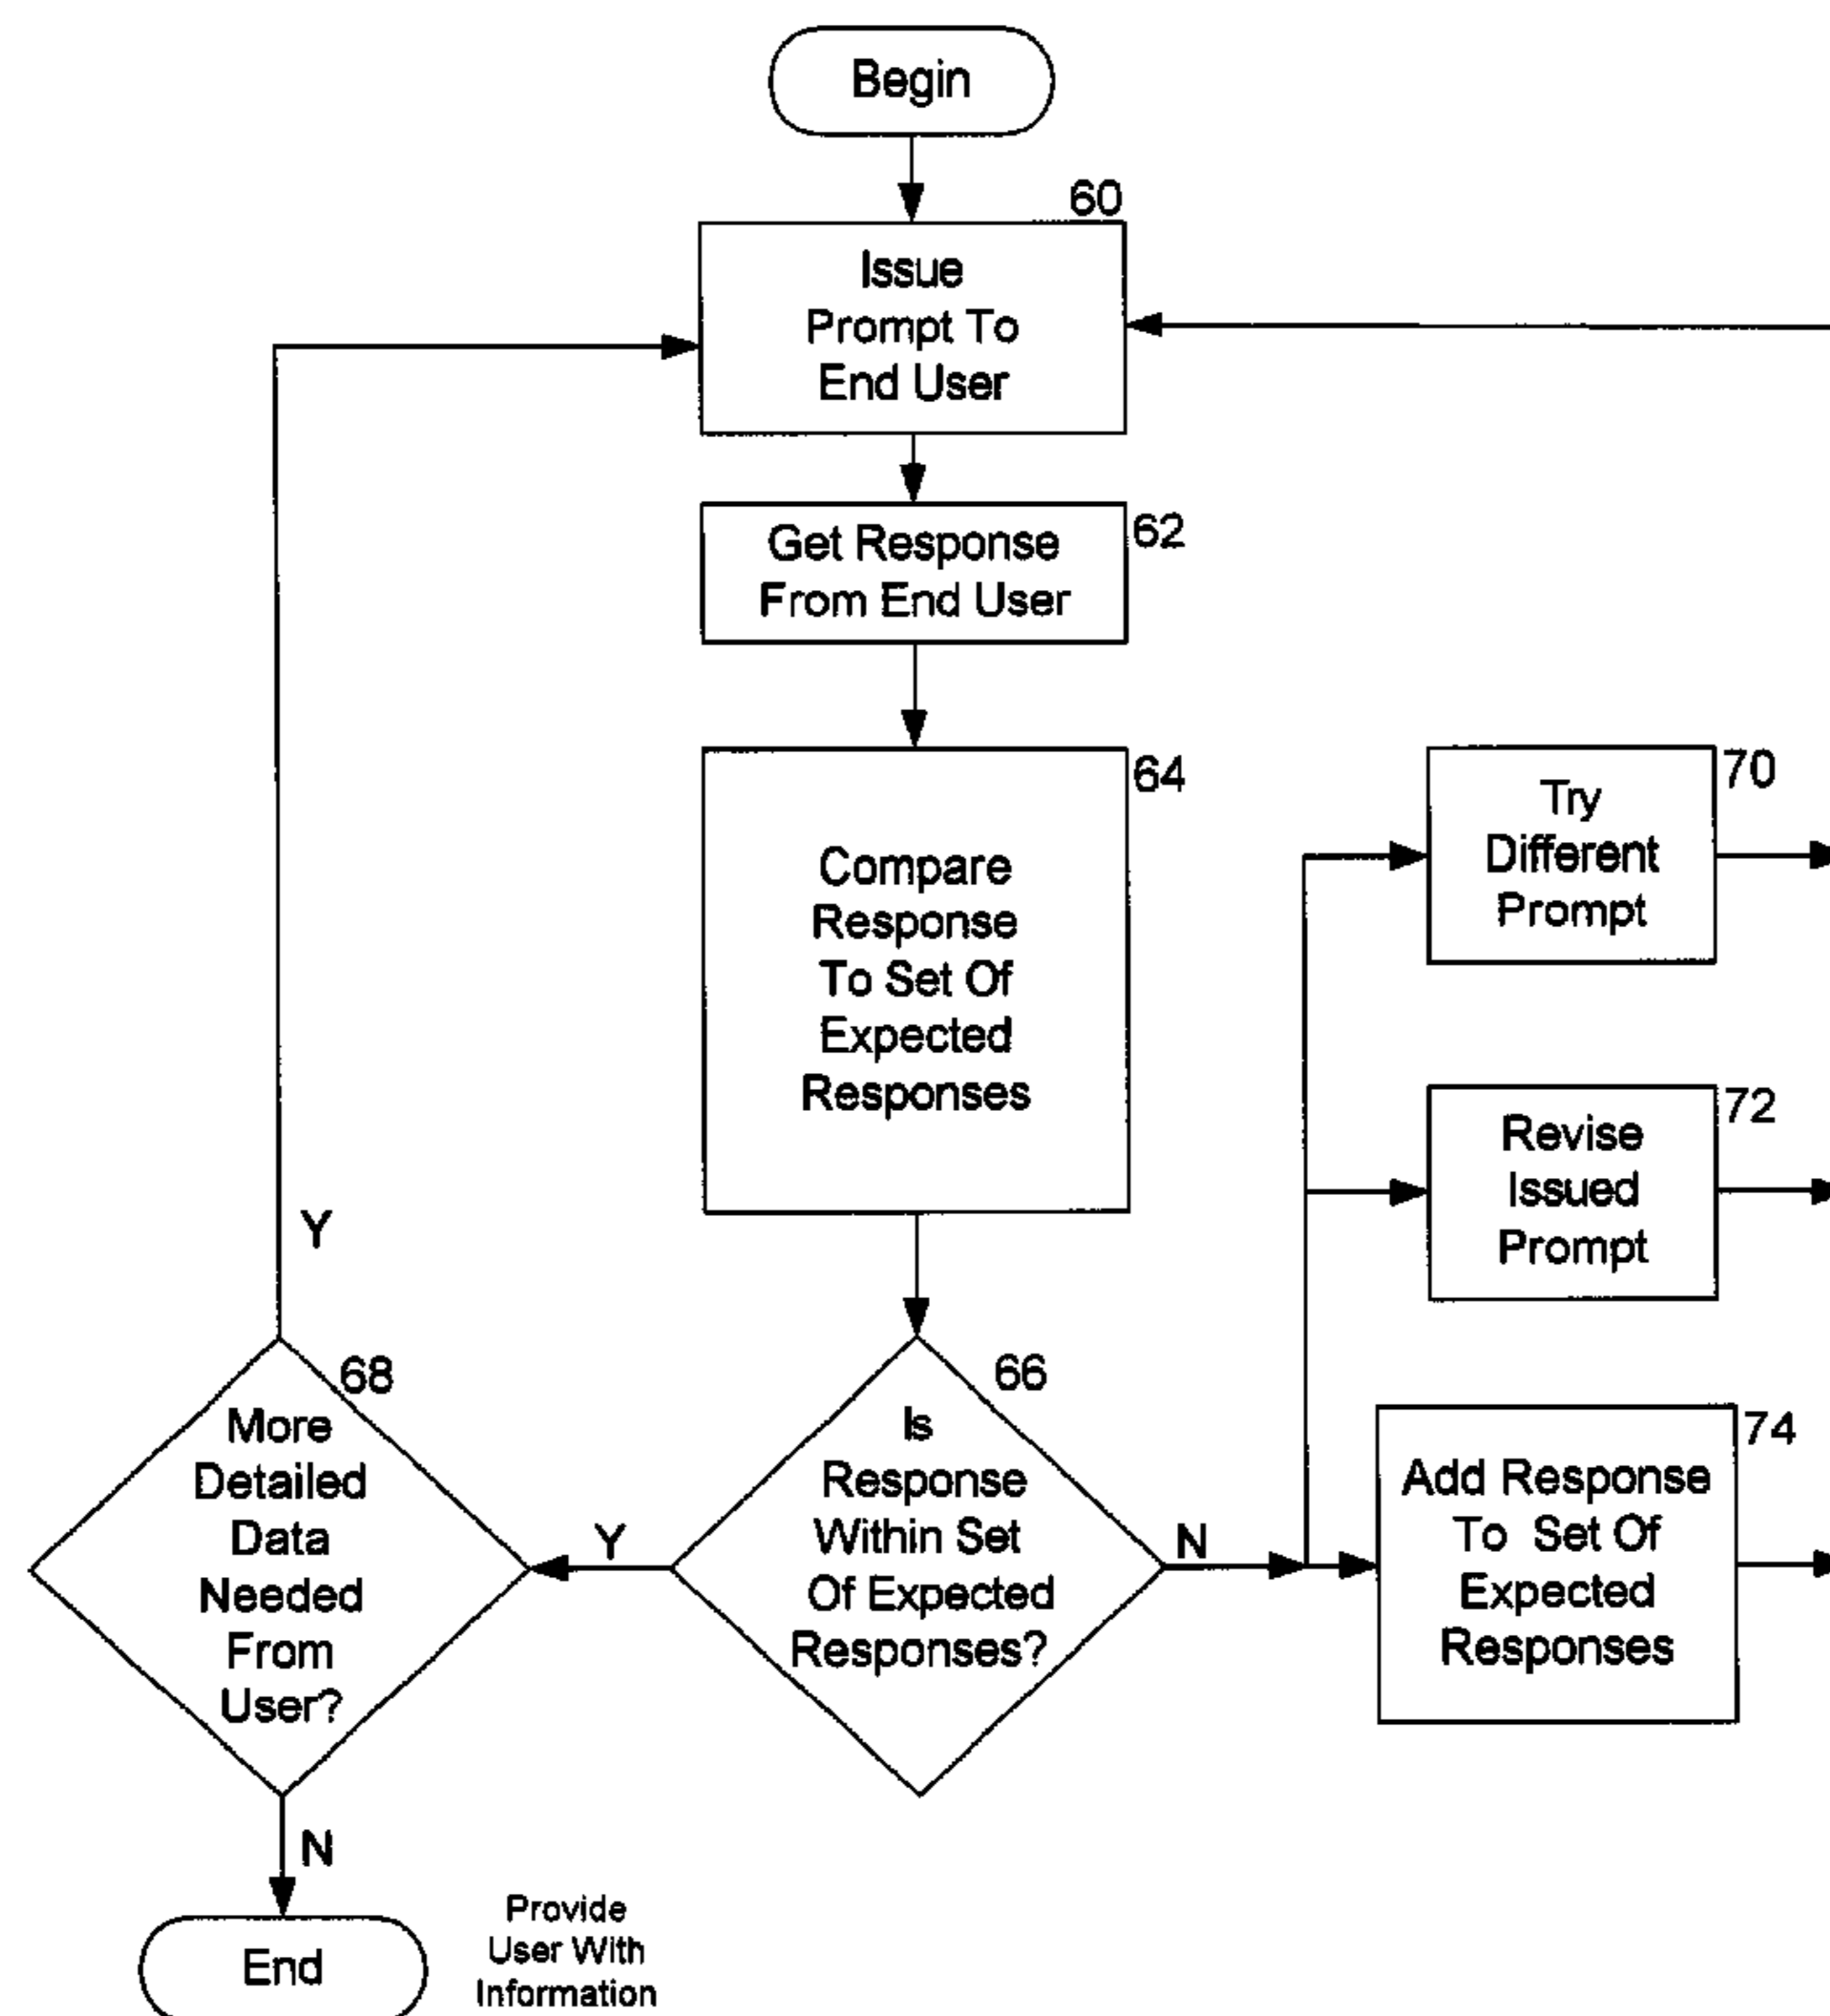 Begin
60
Issue
Prompt To
End User
62
Get Response
From End User
64
Compare
Response
To Set Of
Expected
Responses
70
Try
Different
Prompt
72
Revise
Issued
Prompt
Y
68
More
Detailed
Data
Needed
From
User?
Y
66
Is
Response
Within Set
Of Expected
Responses?
N
74
Add Response
To Set Of
Expected
Responses
N
End
Provide
User With
Information